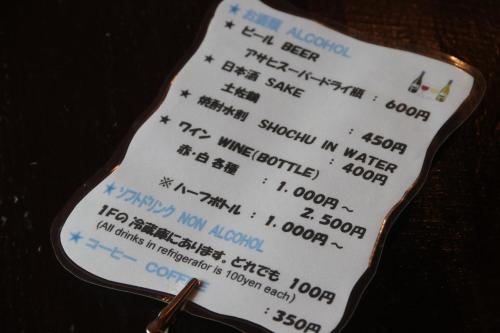 ★ お酒類 ALCOHOL
★ ビール BEER
アサヒスーパードライ瓶 : 600円
★ 日本酒 SAKE
土佐鶴 : 450円
★ 焼酎水割 SHOCHU IN WATER
: 400円
★ ワイン WINE(BOTTLE)
赤・白 各種 : 1.000円～
2.500円
※ ハーフボトル : 1.000円～
★ ソフトドリンク NON ALCOHOL
1Fの 冷蔵庫にあります。どれでも 100円
(All drinks in refrigerafor is 100yen each)
★ コーヒー COFFEE
: 350円